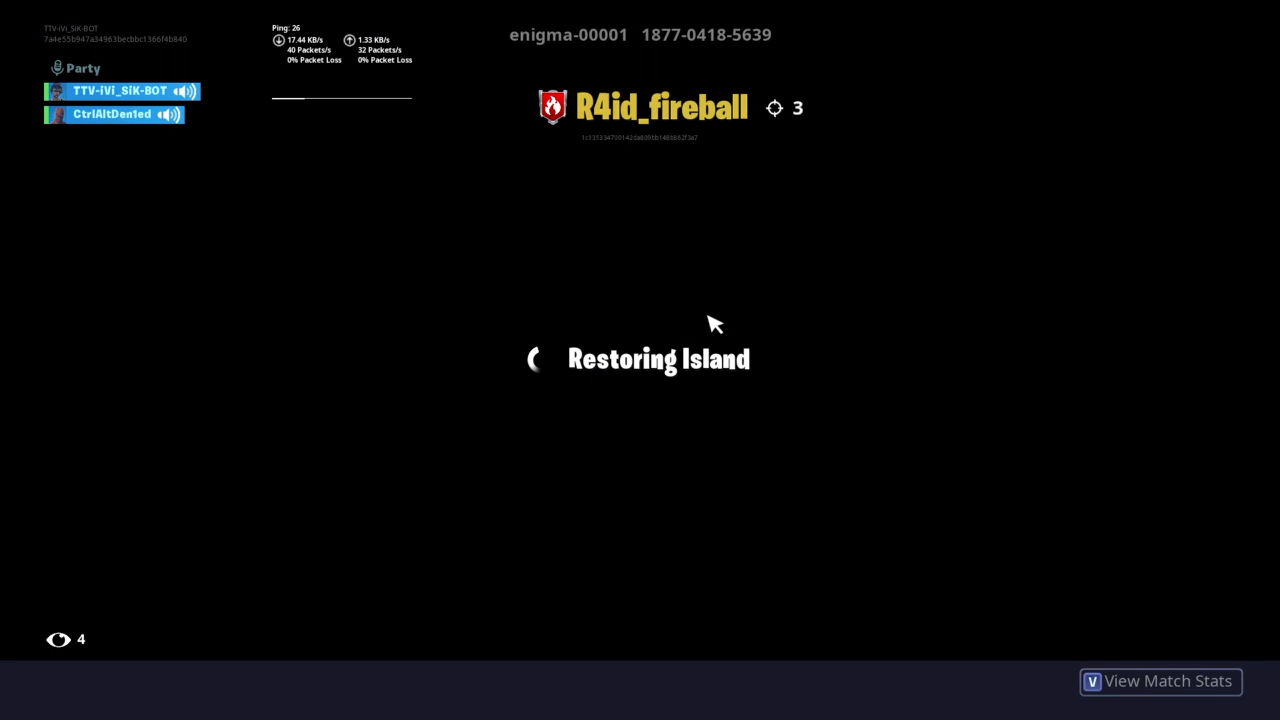 TTV-iVi_SiK-BOT
7a4e55b947a34963becbbc1366f4b840
Party
TTV-iVi_SiK-BOT
CtrlAltDen1ed
Ping: 26
17.44 KB/s 1.33 KB/s
40 Packets/s 32 Packets/s
0% Packet Loss 0% Packet Loss
enigma-00001 1877-0418-5639
R4id_fireball 3
Restoring Island
4
V View Match Stats